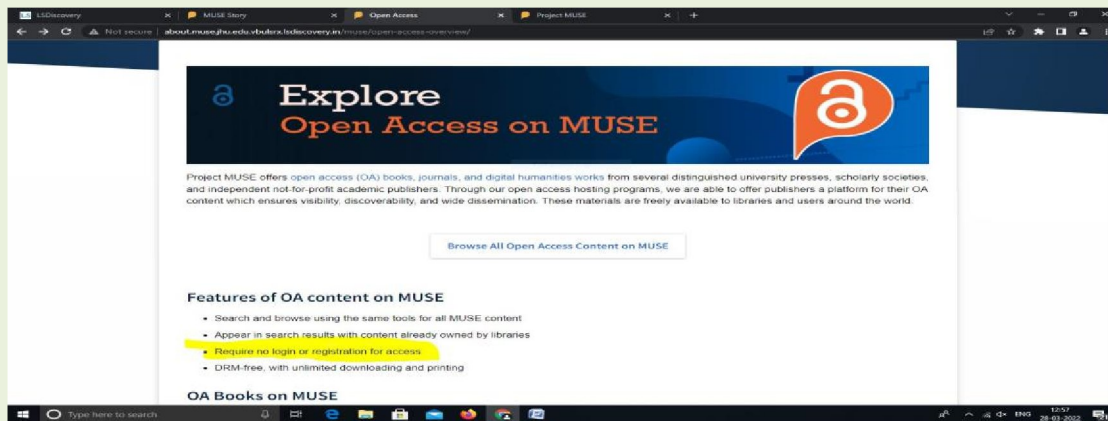 LSDiscovery
MUSE Story
Open Access
Project MUSE
Not secure
about.muse.jhu.edu.vbulsrx.lsdiscovery.in/muse/open-access-overview/
Explore
Open Access on MUSE
Project MUSE offers open access (OA) books, journals, and digital humanities works from several distinguished university presses, scholarly societies,
and independent not-for-profit academic publishers. Through our open access hosting programs, we are able to offer publishers a platform for their OA
content which ensures visibility, discoverability, and wide dissemination. These materials are freely available to libraries and users around the world.
Browse All Open Access Content on MUSE
Features of OA content on MUSE
• Search and browse using the same tools for all MUSE content
• Appear in search results with content already owned by libraries
• Require no login or registration for access
• DRM-free, with unlimited downloading and printing
OA Books on MUSE
Type here to search
ENG
12:57
28-03-2022